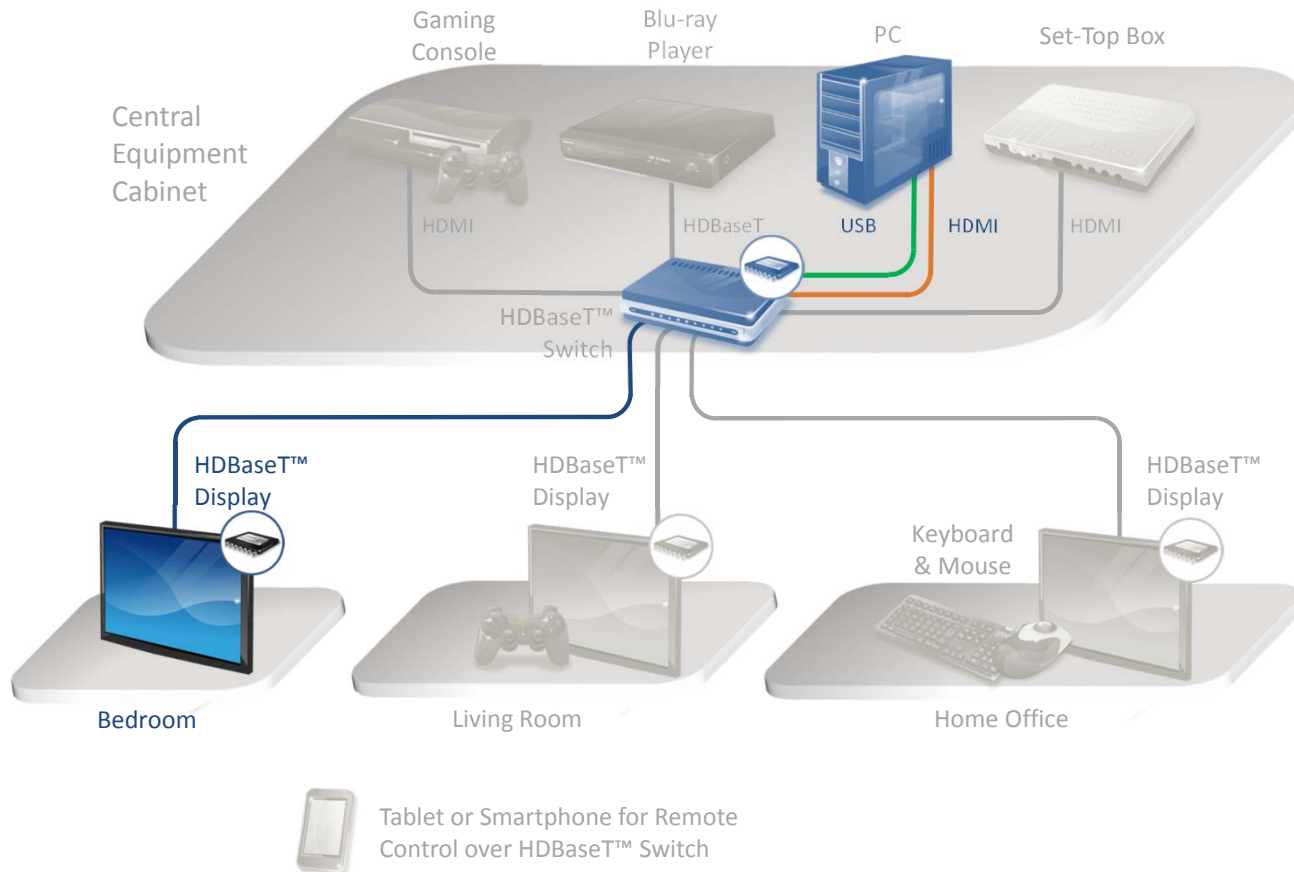 Gaming
Console
Blu-ray
Player
PC
Set-Top Box
Central
Equipment
Cabinet
HDMI
HDBaseT
USB
HDMI
HDMI
HDBaseT™
Switch
HDBaseT™
Display
HDBaseT™
Display
HDBaseT™
Display
Keyboard
& Mouse
Bedroom
Living Room
Home Office
Tablet or Smartphone for Remote
Control over HDBaseT™ Switch